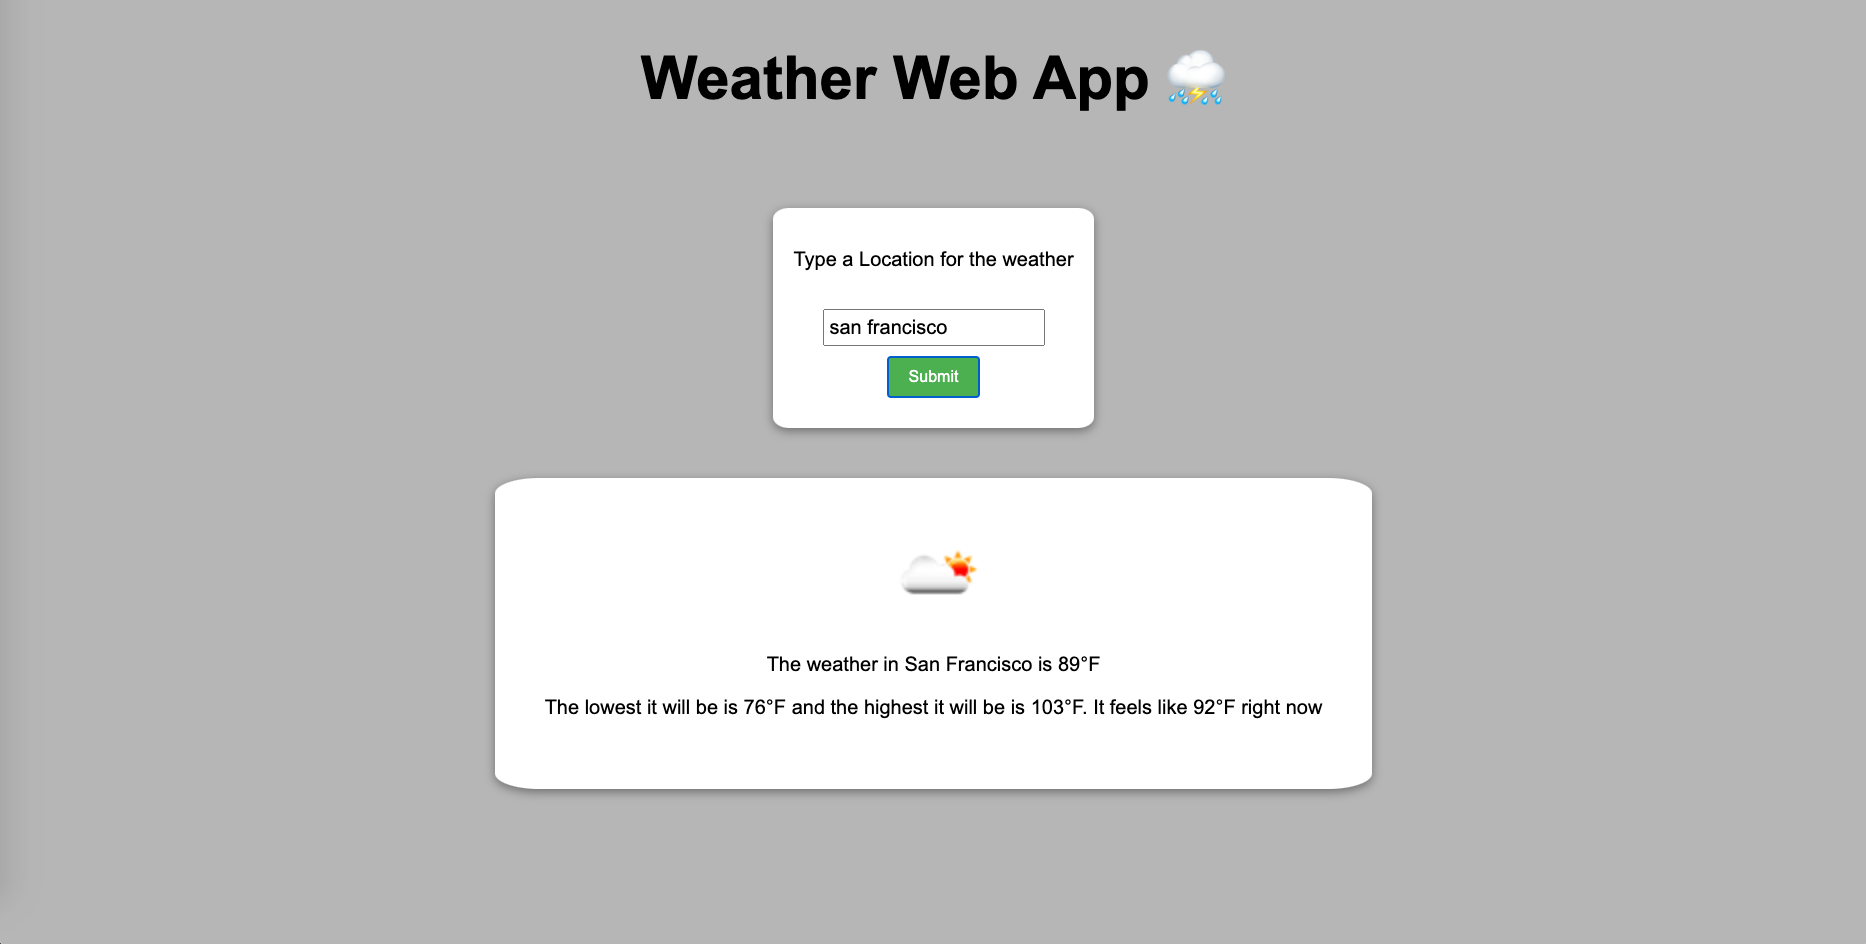 Weather Web App
Type a Location for the weather
san francisco
Submit
The weather in San Francisco is 89°F
The lowest it will be is 76°F and the highest it will be is 103°F. It feels like 92°F right now